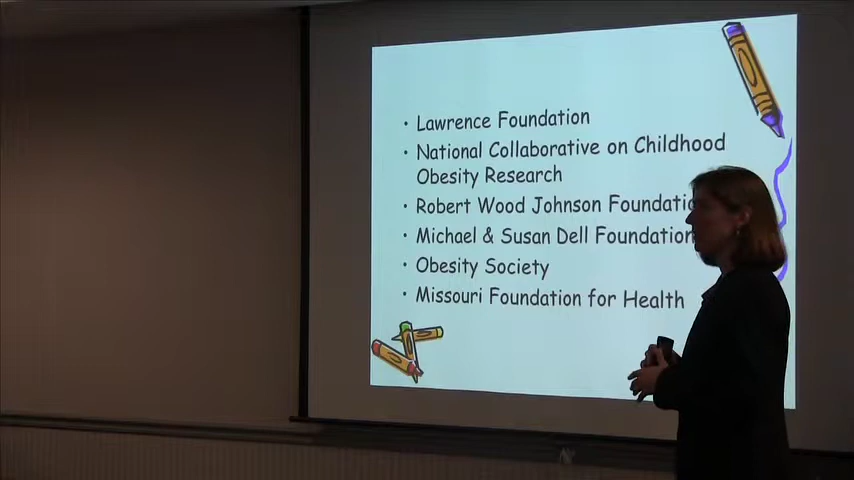 • Lawrence Foundation
• National Collaborative on Childhood
Obesity Research
• Robert Wood Johnson
• Michael & Susan Dell Foundation
• Obesity Society
• Missouri Foundation for Health